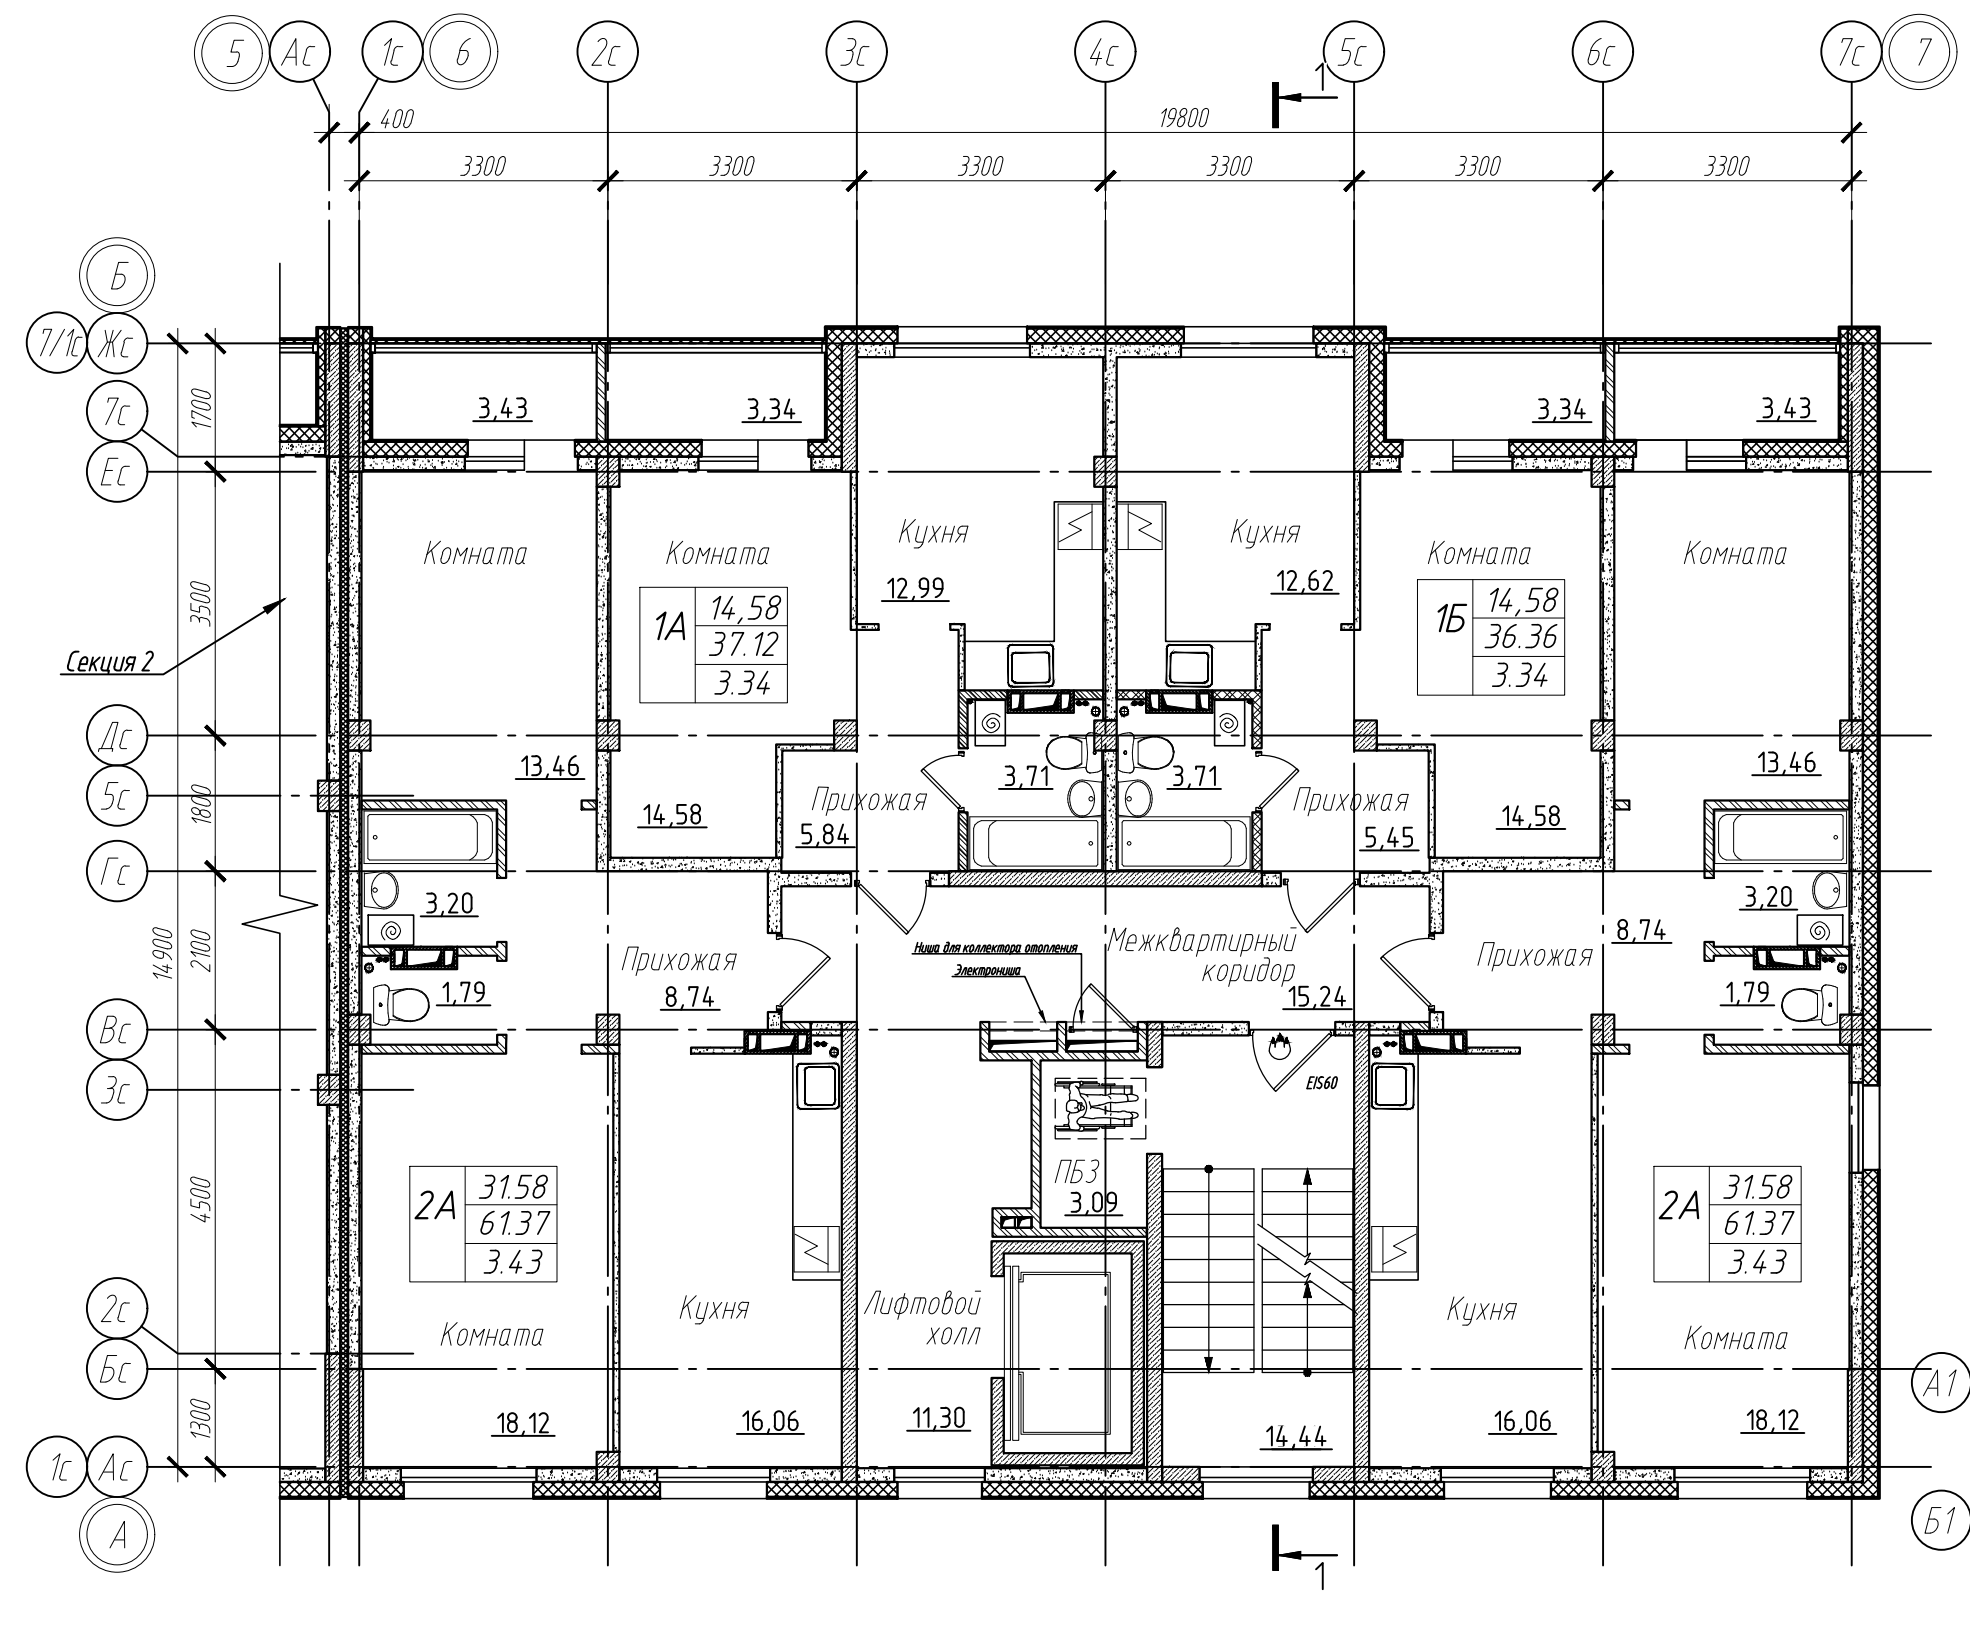 5 Ас 1с 6 2с 3с 4с 5с 6с 7с 7
1
400 19800
3300 3300 3300 3300 3300 3300
Б
7/1с Жс
7с
Ес
Дс
5с
Гс
Вс
3с
2с
Бс
1с Ас
А
А1
Б1
1700
3500
1800
2100
4500
1300
14900
Секция 2
3,43 3,34 3,34 3,43
Комната Комната Кухня Кухня Комната Комната
12,99 12,62
1А 14,58
37.12
3.34
1Б 14,58
36.36
3.34
13,46 3,71 3,71 13,46
Прихожая Прихожая
14,58 5,84 5,45 14,58
3,20 3,20
Ниша для коллектора отопления
Электрониша
Межквартирный
коридор
15,24
Прихожая Прихожая
8,74 8,74
1,79 1,79
EIS60
ПБЗ
3,09
2А 31.58
61.37
3.43
2А 31.58
61.37
3.43
Комната Кухня Лифтовой
холл
Кухня Комната
18,12 16,06 11,30 14,44 16,06 18,12
1